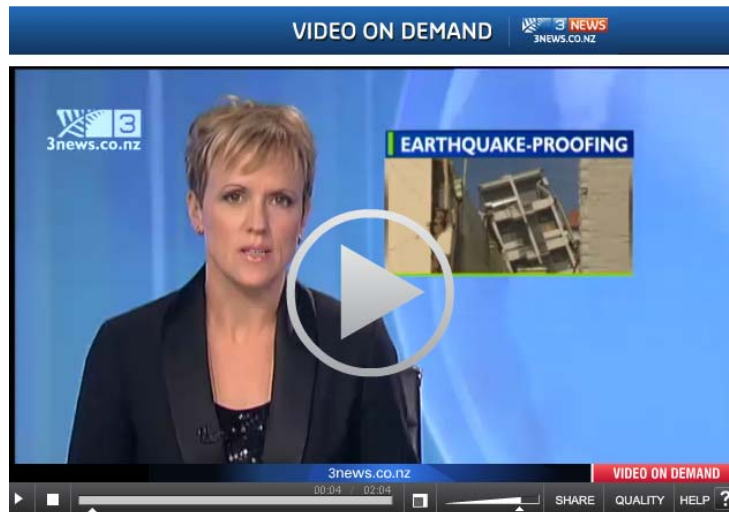 VIDEO ON DEMAND
3 NEWS
3NEWS.CO.NZ
3
3news.co.nz
EARTHQUAKE-PROOFING
3news.co.nz
VIDEO ON DEMAND
00:04 / 02:04
SHARE
QUALITY
HELP ?